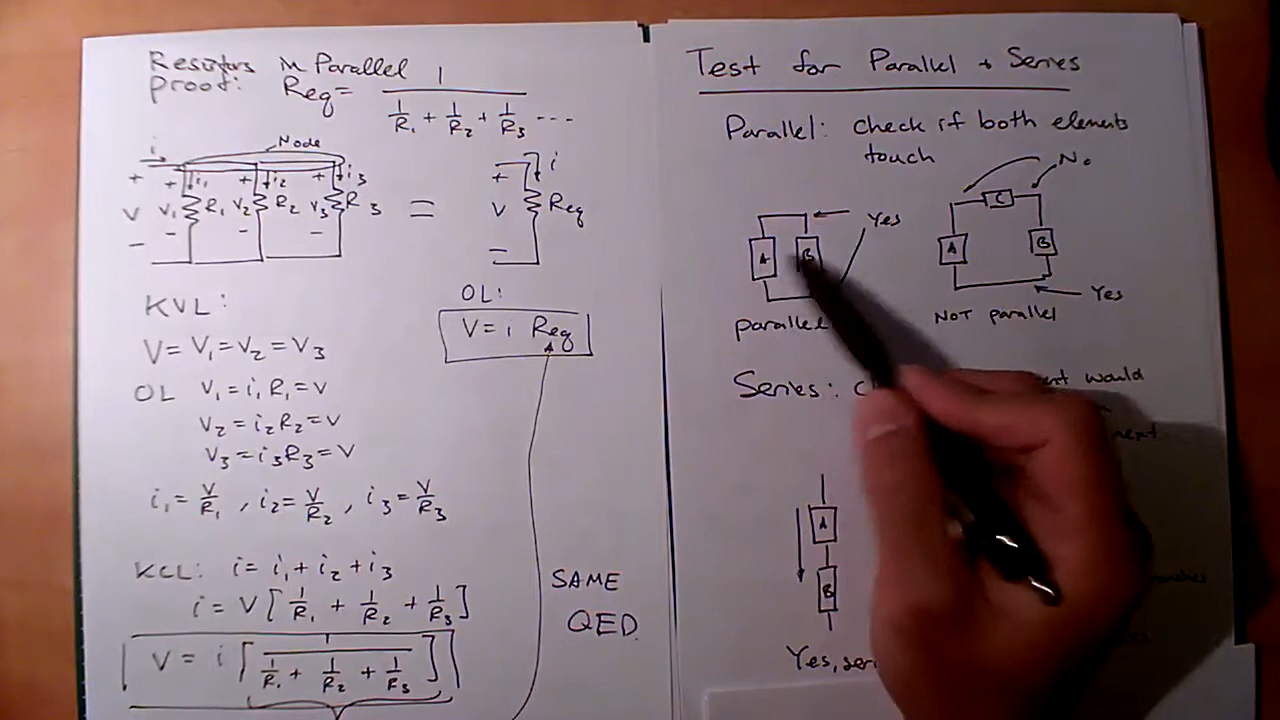 Resistors in Parallel
Proof: Req = 1 / (1/R₁ + 1/R₂ + 1/R₃ ---)
Node
i
i₁ i₂ i₃
+ + + +
V V₁ R₁ V₂ R₂ V₃ R₃
- - - -
=
+ i
V Req
-
KVL:
V = V₁ = V₂ = V₃
OL V₁ = i₁R₁ = V
V₂ = i₂R₂ = V
V₃ = i₃R₃ = V
i₁ = V/R₁, i₂ = V/R₂, i₃ = V/R₃
KCL: i = i₁ + i₂ + i₃
i = V [1/R₁ + 1/R₂ + 1/R₃]
V = i [1 / (1/R₁ + 1/R₂ + 1/R₃)]
OL:
V = i Req
SAME
QED
Test for Parallel + Series
Parallel: check if both elements
touch
Yes
A B
parallel
No
C
A B
Yes
NOT parallel
Series: would
next
A
B
Yes,